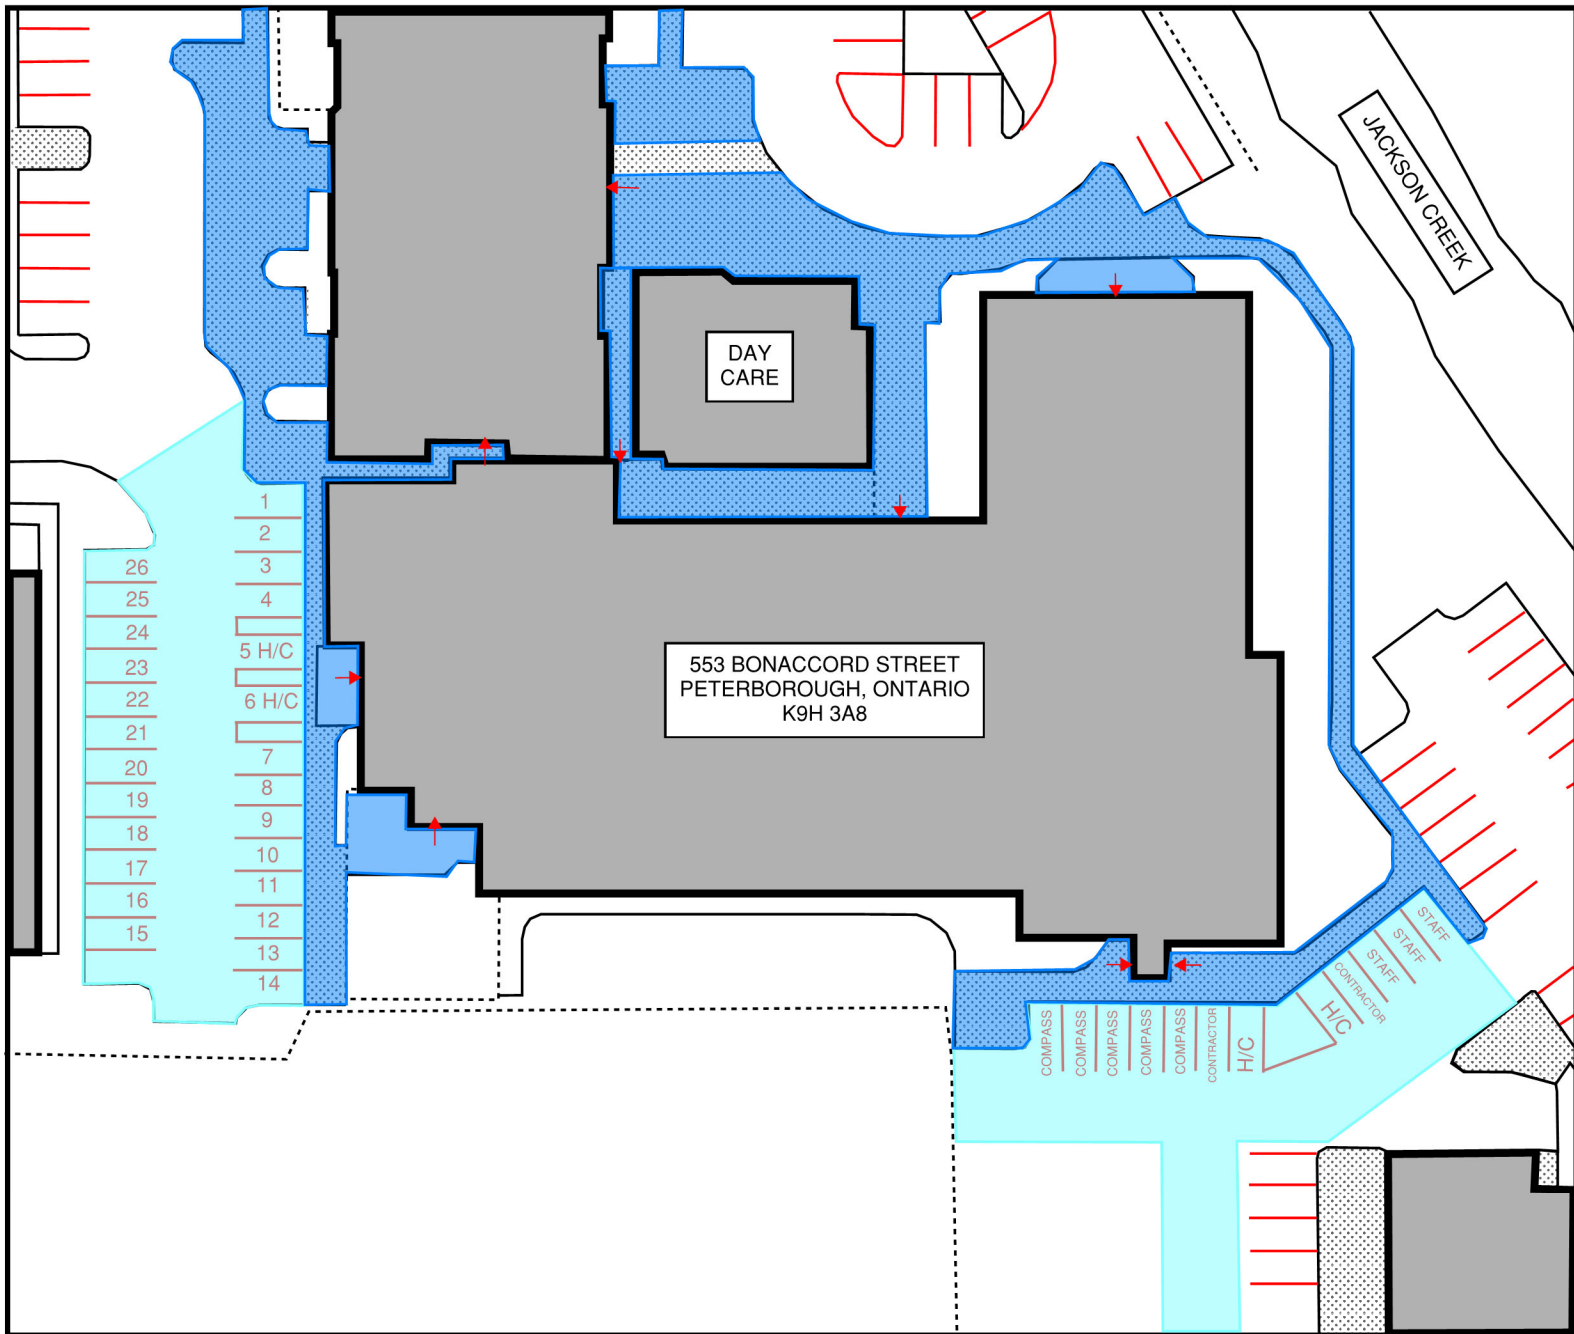 JACKSON CREEK
DAY
CARE
553 BONACCORD STREET
PETERBOROUGH, ONTARIO
K9H 3A8
1
2
3
4
5 H/C
6 H/C
7
8
9
10
11
12
13
14
26
25
24
23
22
21
20
19
18
17
16
15
COMPASS
COMPASS
COMPASS
COMPASS
COMPASS
CONTRACTOR
H/C
H/C
CONTRACTOR
STAFF
STAFF
STAFF